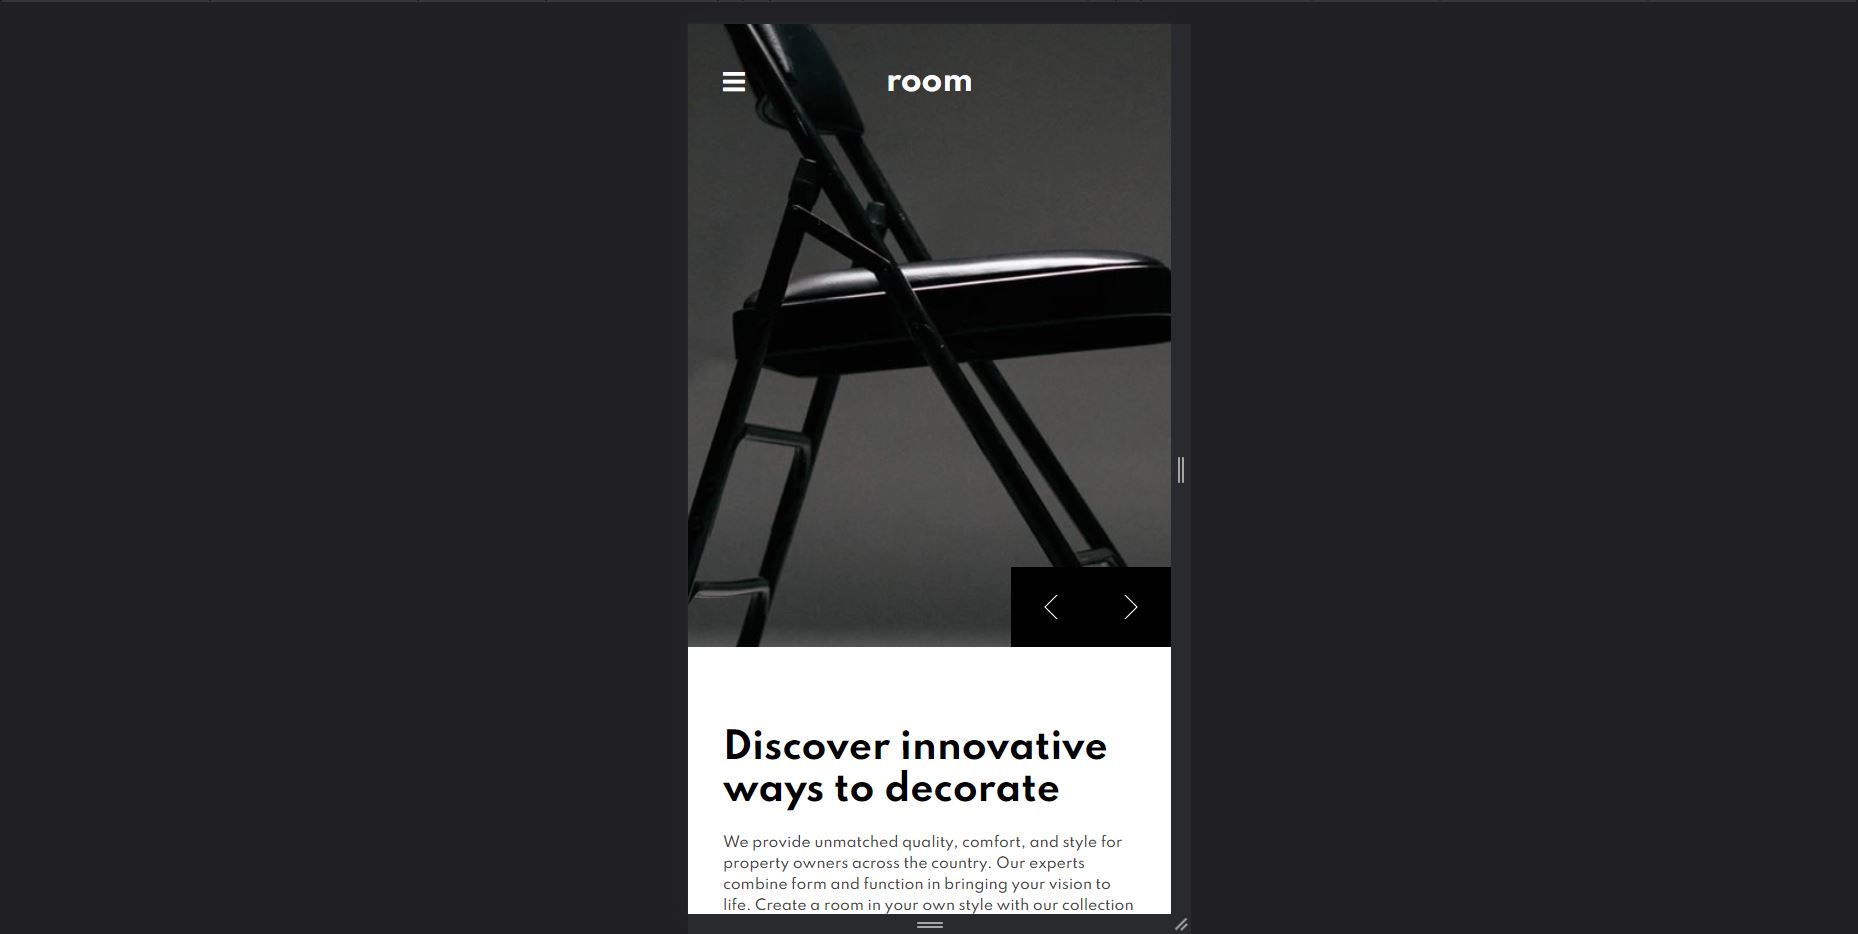 room
Discover innovative
ways to decorate
We provide unmatched quality, comfort, and style for
property owners across the country. Our experts
combine form and function in bringing your vision to
life. Create a room in your own style with our collection